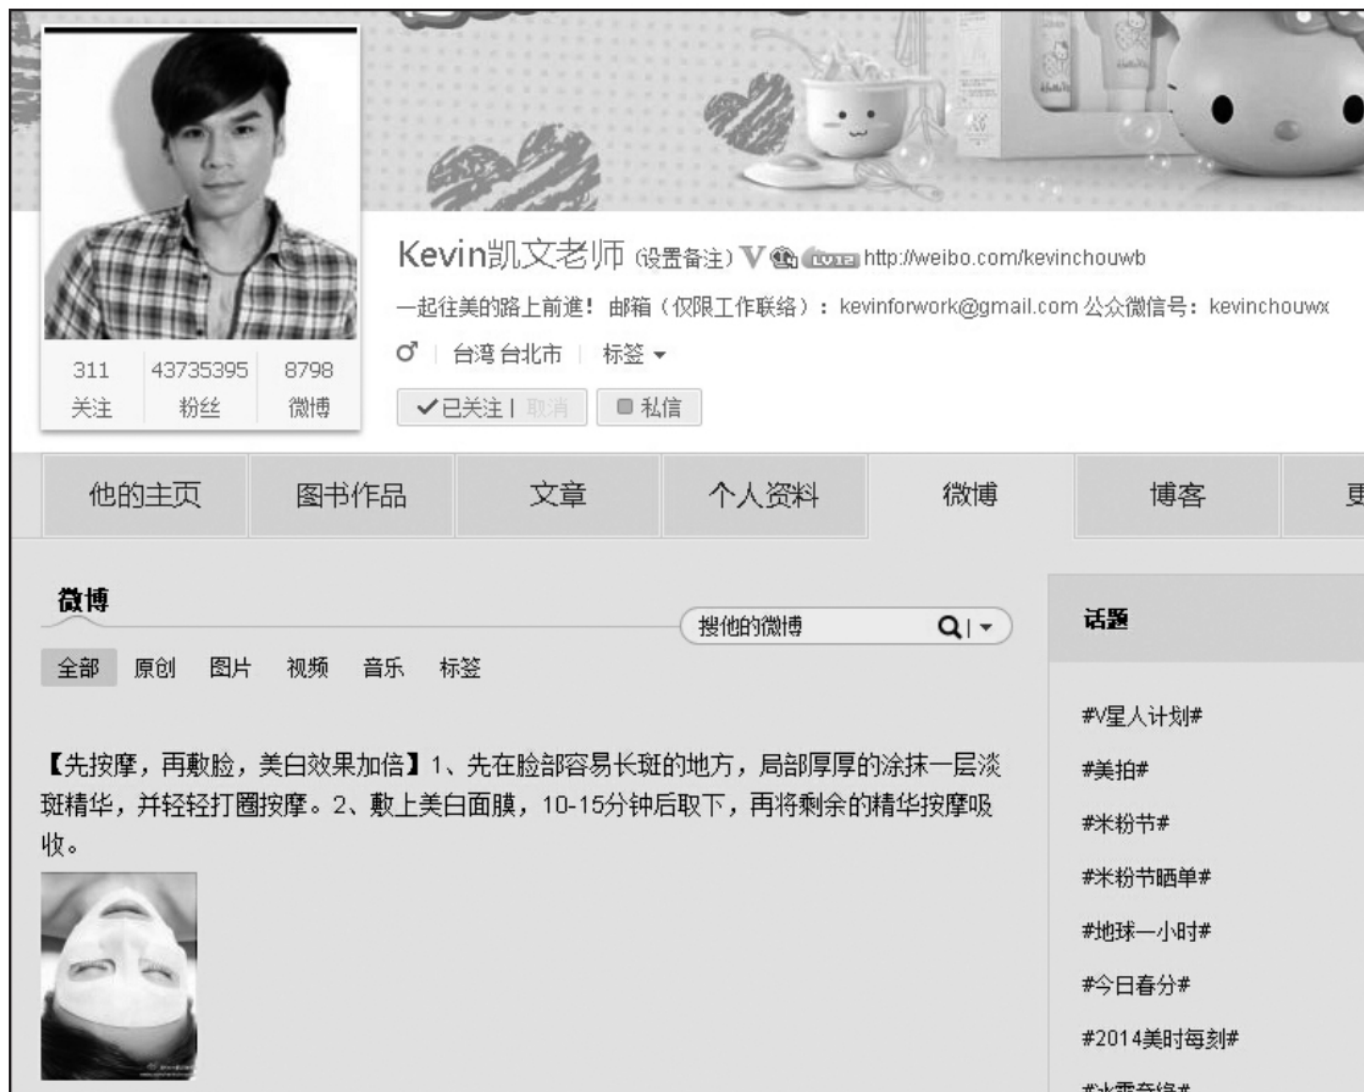 Kevin凯文老师 (设置备注) V LV12 http://weibo.com/kevinchouwb
一起往美的路上前進！邮箱（仅限工作联络）：kevinforwork@gmail.com 公众微信号：kevinchouwx
台湾 台北市 标签
311 43735395 8798
关注 粉丝 微博
已关注 | 取消 私信
他的主页 图书作品 文章 个人资料 微博 博客 更
微博
搜他的微博
全部 原创 图片 视频 音乐 标签
【先按摩，再敷脸，美白效果加倍】1、先在脸部容易长斑的地方，局部厚厚的涂抹一层淡
斑精华，并轻轻打圈按摩。2、敷上美白面膜，10-15分钟后取下，再将剩余的精华按摩吸
收。
话题
#V星人计划#
#美拍#
#米粉节#
#米粉节晒单#
#地球一小时#
#今日春分#
#2014美时每刻#
#冰雪奇缘#